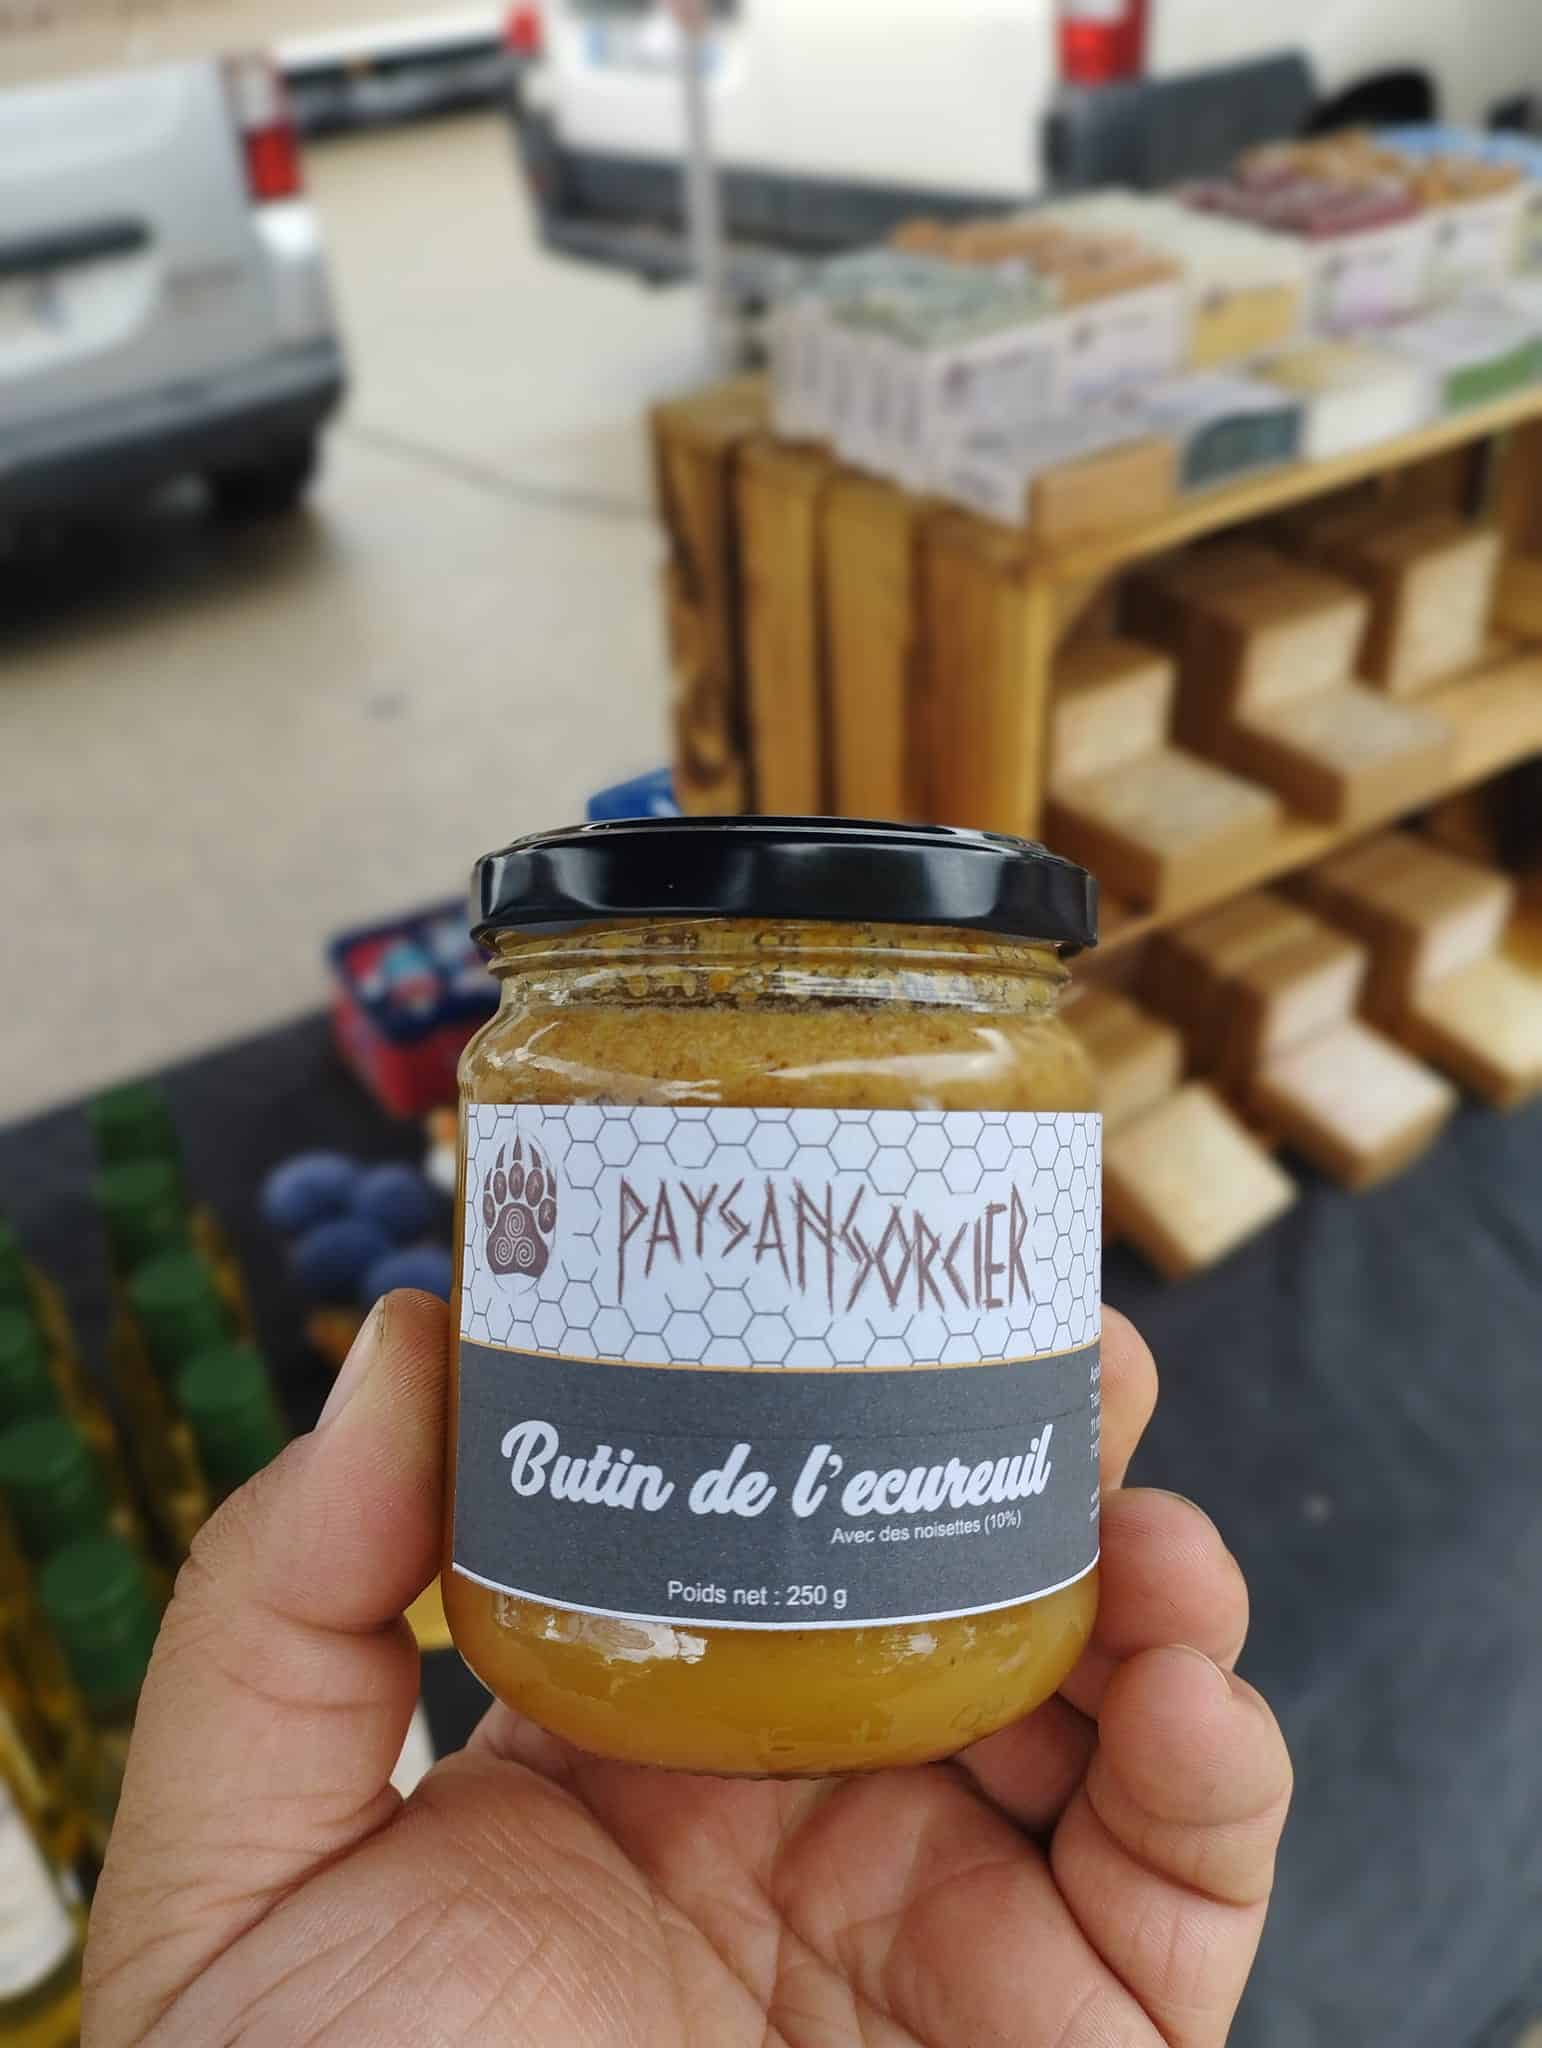 PAYSANSORCIER
Butin de l'ecureuil
Avec des noisettes (10%)
Poids net : 250 g